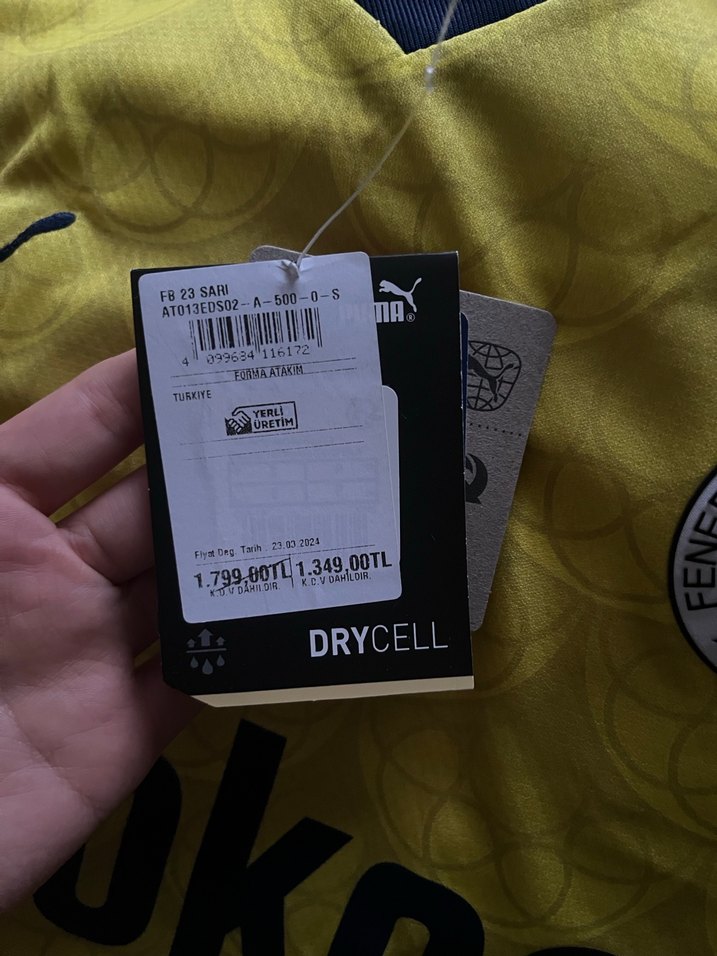 FB 23 SARI
AT013EDS02-A-500-0-S
4 099684 116172
FORMA ATAKIM
TURKIYE
YERLİ
ÜRETİM
Fiyat Değ. Tarih : 23.03.2024
1.799,00TL 1.349,00TL
K.D.V DAHİLDİR. K.D.V DAHİLDİR.
PUMA®
DRYCELL
FENE